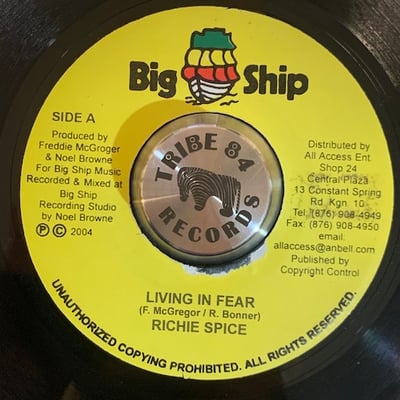 Big Ship
SIDE A
Produced by
Freddie McGroger
& Noel Browne
For Big Ship Music
Recorded & Mixed at
Big Ship
Recording Studio
by Noel Browne
℗ © 2004
TRIBE 84
RECORDS
Distributed by
All Access Ent
Shop 24
Central Plaza
13 Constant Spring
Rd, Kgn. 10
Tel: (876) 908-4949
Fax: (876) 908-4950
email:
allaccess@anbell.com
Published by
Copyright Control
LIVING IN FEAR
(F. McGregor / R. Bonner)
RICHIE SPICE
UNAUTHORIZED COPYING PROHIBITED. ALL RIGHTS RESERVED.